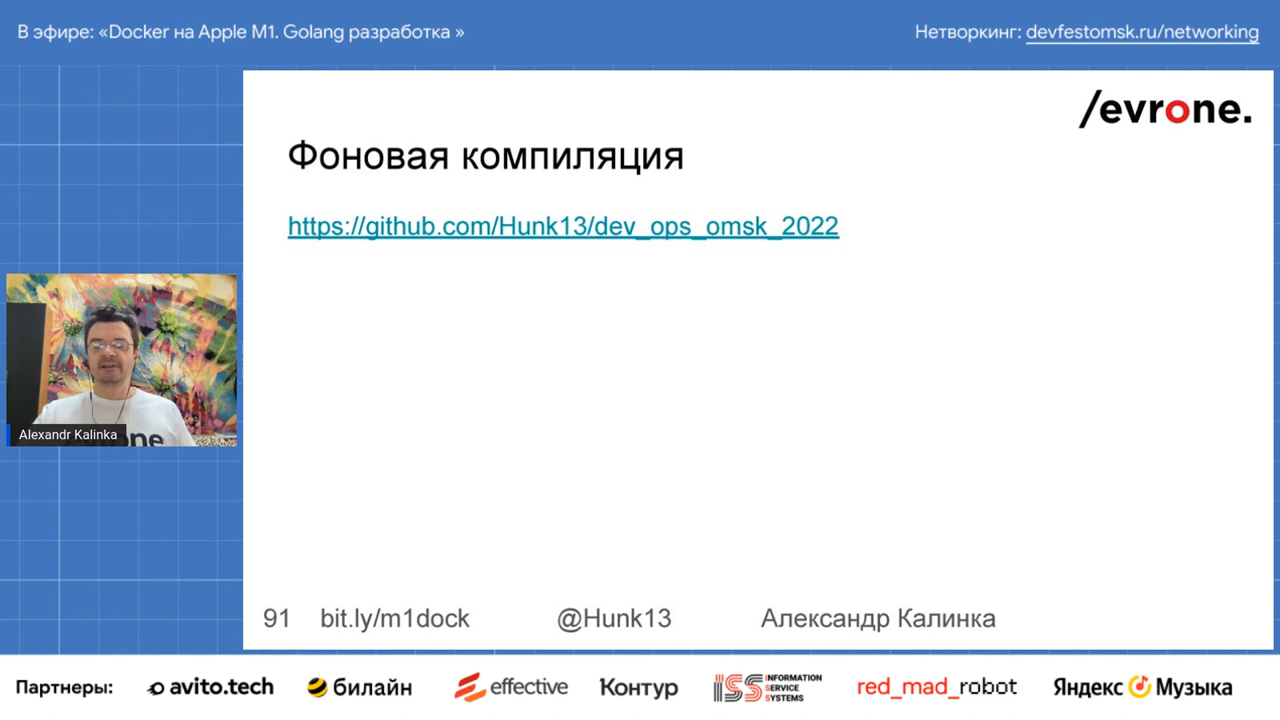 В эфире: «Docker на Apple M1. Golang разработка »
Нетворкинг: devfestomsk.ru/networking
/evrone.
Фоновая компиляция
https://github.com/Hunk13/dev_ops_omsk_2022
Alexandr Kalinka
one
91 bit.ly/m1dock @Hunk13 Александр Калинка
Партнеры: avito.tech билайн effective Контур ISS INFORMATION SERVICE SYSTEMS red_mad_robot Яндекс Музыка